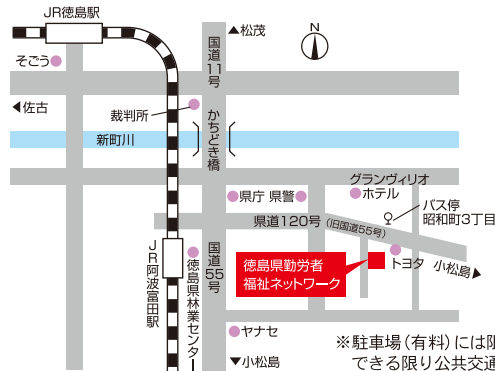 JR徳島駅
▲松茂
N
そごう
国道11号
◀佐古
裁判所
かちどき橋
新町川
グランヴィリオ
ホテル
県庁 県警
バス停
昭和町3丁目
県道120号
(旧国道55号)
JR阿波富田駅
徳島県林業センター
国道55号
徳島県勤労者
福祉ネットワーク
トヨタ
小松島▶
ヤナセ
▼小松島
※駐車場(有料)には限
できる限り公共交通